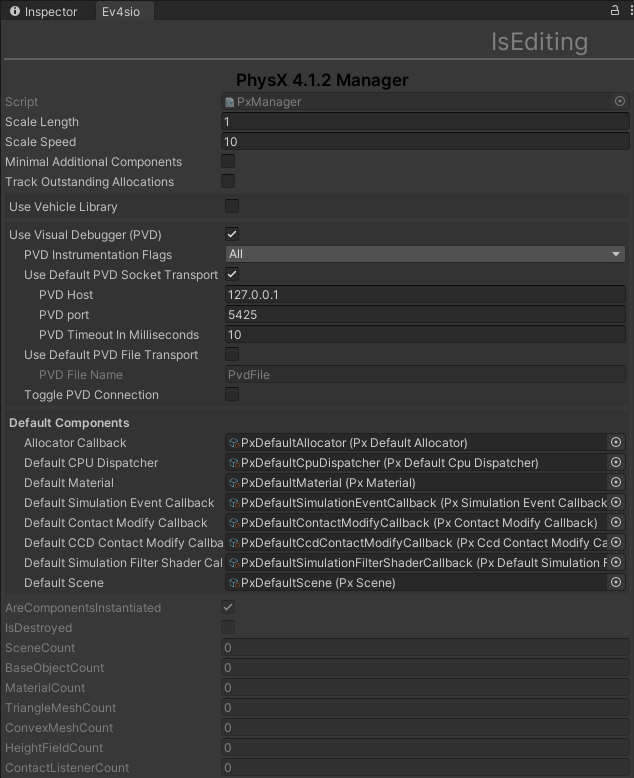 Inspector Ev4sio
IsEditing
PhysX 4.1.2 Manager
Script PxManager
Scale Length 1
Scale Speed 10
Minimal Additional Components
Track Outstanding Allocations
Use Vehicle Library
Use Visual Debugger (PVD)
PVD Instrumentation Flags All
Use Default PVD Socket Transport
PVD Host 127.0.0.1
PVD port 5425
PVD Timeout In Milliseconds 10
Use Default PVD File Transport
PVD File Name PvdFile
Toggle PVD Connection
Default Components
Allocator Callback PxDefaultAllocator (Px Default Allocator)
Default CPU Dispatcher PxDefaultCpuDispatcher (Px Default Cpu Dispatcher)
Default Material PxDefaultMaterial (Px Material)
Default Simulation Event Callback PxDefaultSimulationEventCallback (Px Simulation Event Callback
Default Contact Modify Callback PxDefaultContactModifyCallback (Px Contact Modify Callback)
Default CCD Contact Modify Callba PxDefaultCcdContactModifyCallback (Px Ccd Contact Modify Ca
Default Simulation Filter Shader Cal PxDefaultSimulationFilterShaderCallback (Px Default Simulation F
Default Scene PxDefaultScene (Px Scene)
AreComponentsInstantiated
IsDestroyed
SceneCount 0
BaseObjectCount 0
MaterialCount 0
TriangleMeshCount 0
ConvexMeshCount 0
HeightFieldCount 0
ContactListenerCount 0